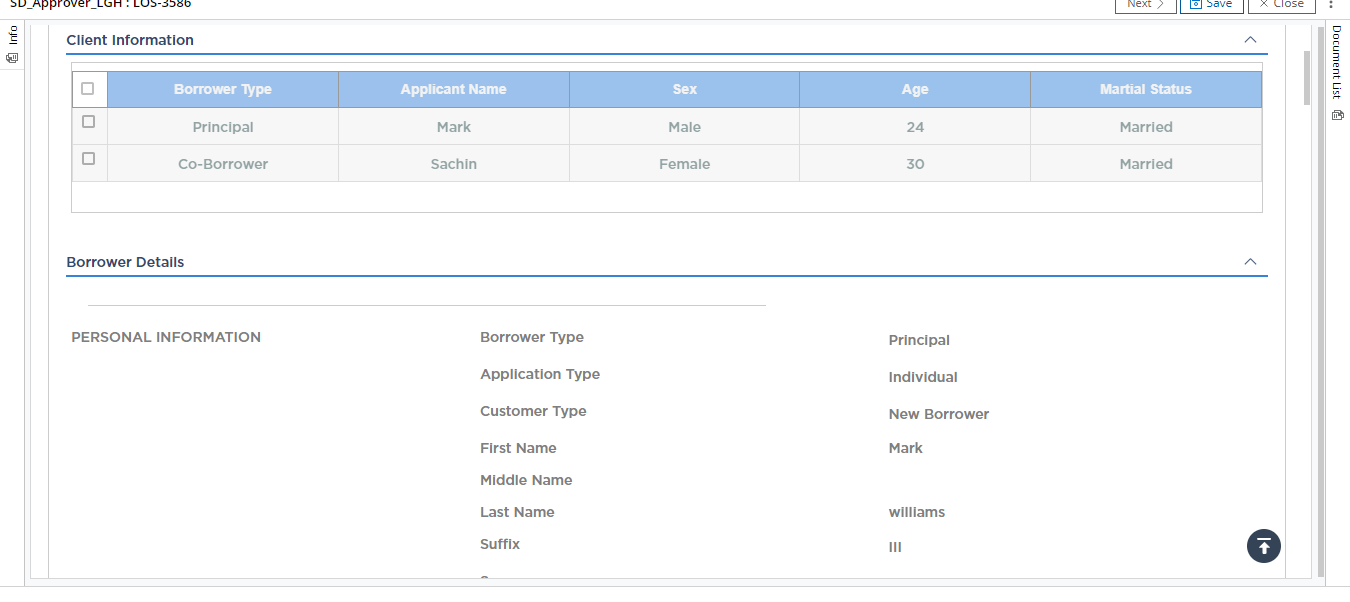 SD_Approver_LGH : LOS-3586
Next
Save
Close
Info
Document List
Client Information
Borrower Type Applicant Name Sex Age Martial Status
Principal Mark Male 24 Married
Co-Borrower Sachin Female 30 Married
Borrower Details
PERSONAL INFORMATION
Borrower Type Principal
Application Type Individual
Customer Type New Borrower
First Name Mark
Middle Name
Last Name williams
Suffix III